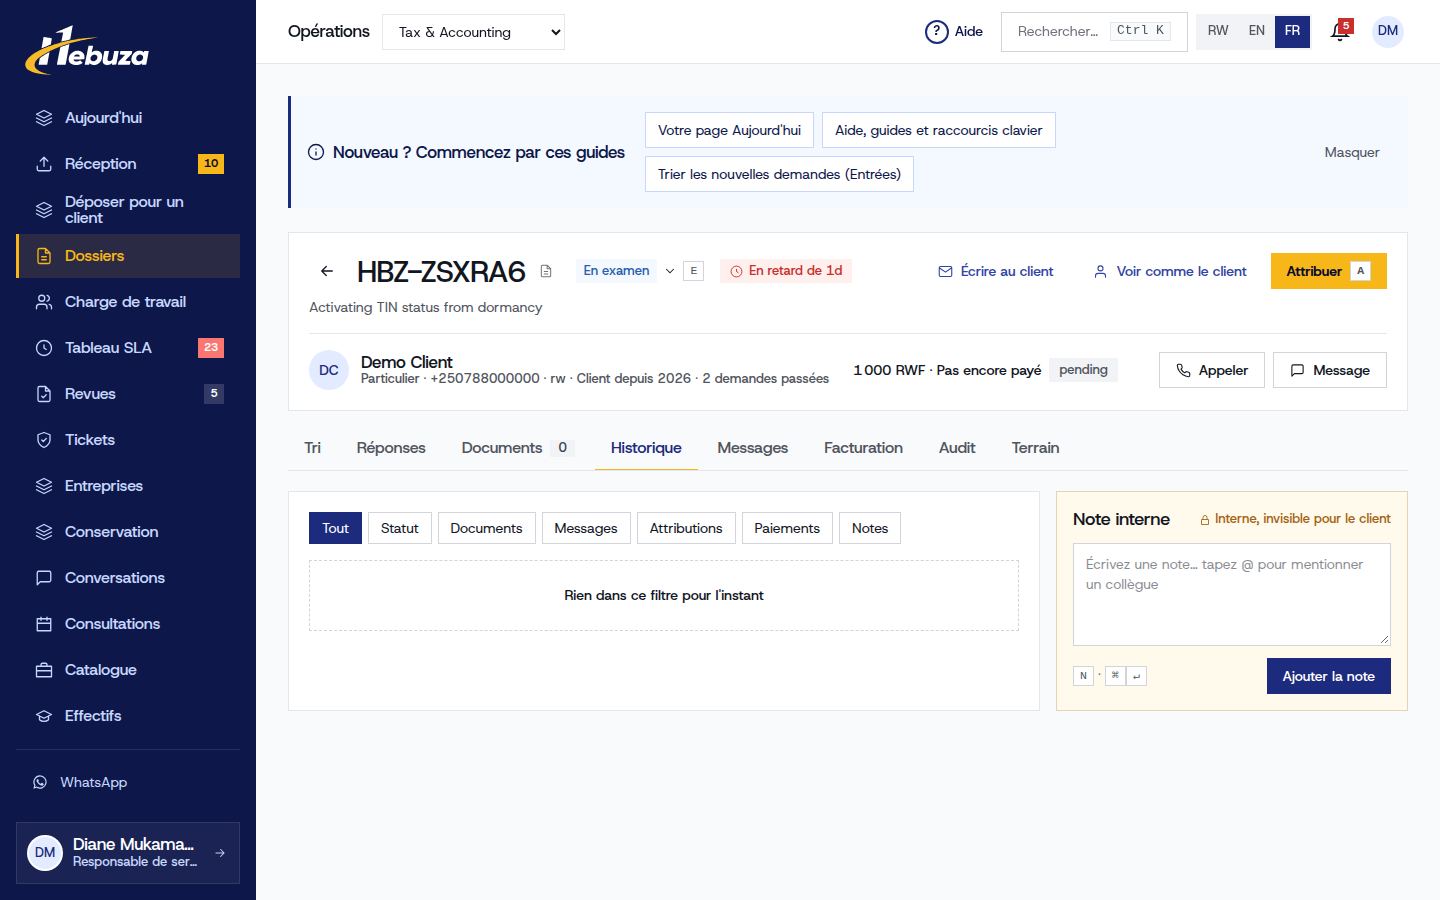 Hebuza
Aujourd'hui
Réception 10
Déposer pour un
client
Dossiers
Charge de travail
Tableau SLA 23
Revues 5
Tickets
Entreprises
Conservation
Conversations
Consultations
Catalogue
Effectifs
WhatsApp
DM Diane Mukama...
Responsable de ser...
Opérations Tax & Accounting
? Aide Rechercher... Ctrl K RW EN FR 5 DM
Nouveau ? Commencez par ces guides
Votre page Aujourd'hui Aide, guides et raccourcis clavier
Trier les nouvelles demandes (Entrées)
Masquer
HBZ-ZSXRA6 En examen E En retard de 1d Écrire au client Voir comme le client Attribuer A
Activating TIN status from dormancy
DC Demo Client
Particulier · +250788000000 · rw · Client depuis 2026 · 2 demandes passées
1 000 RWF · Pas encore payé pending Appeler Message
Tri Réponses Documents 0 Historique Messages Facturation Audit Terrain
Tout Statut Documents Messages Attributions Paiements Notes
Rien dans ce filtre pour l'instant
Note interne Interne, invisible pour le client
Écrivez une note... tapez @ pour mentionner
un collègue
N · ⌘ ↵ Ajouter la note